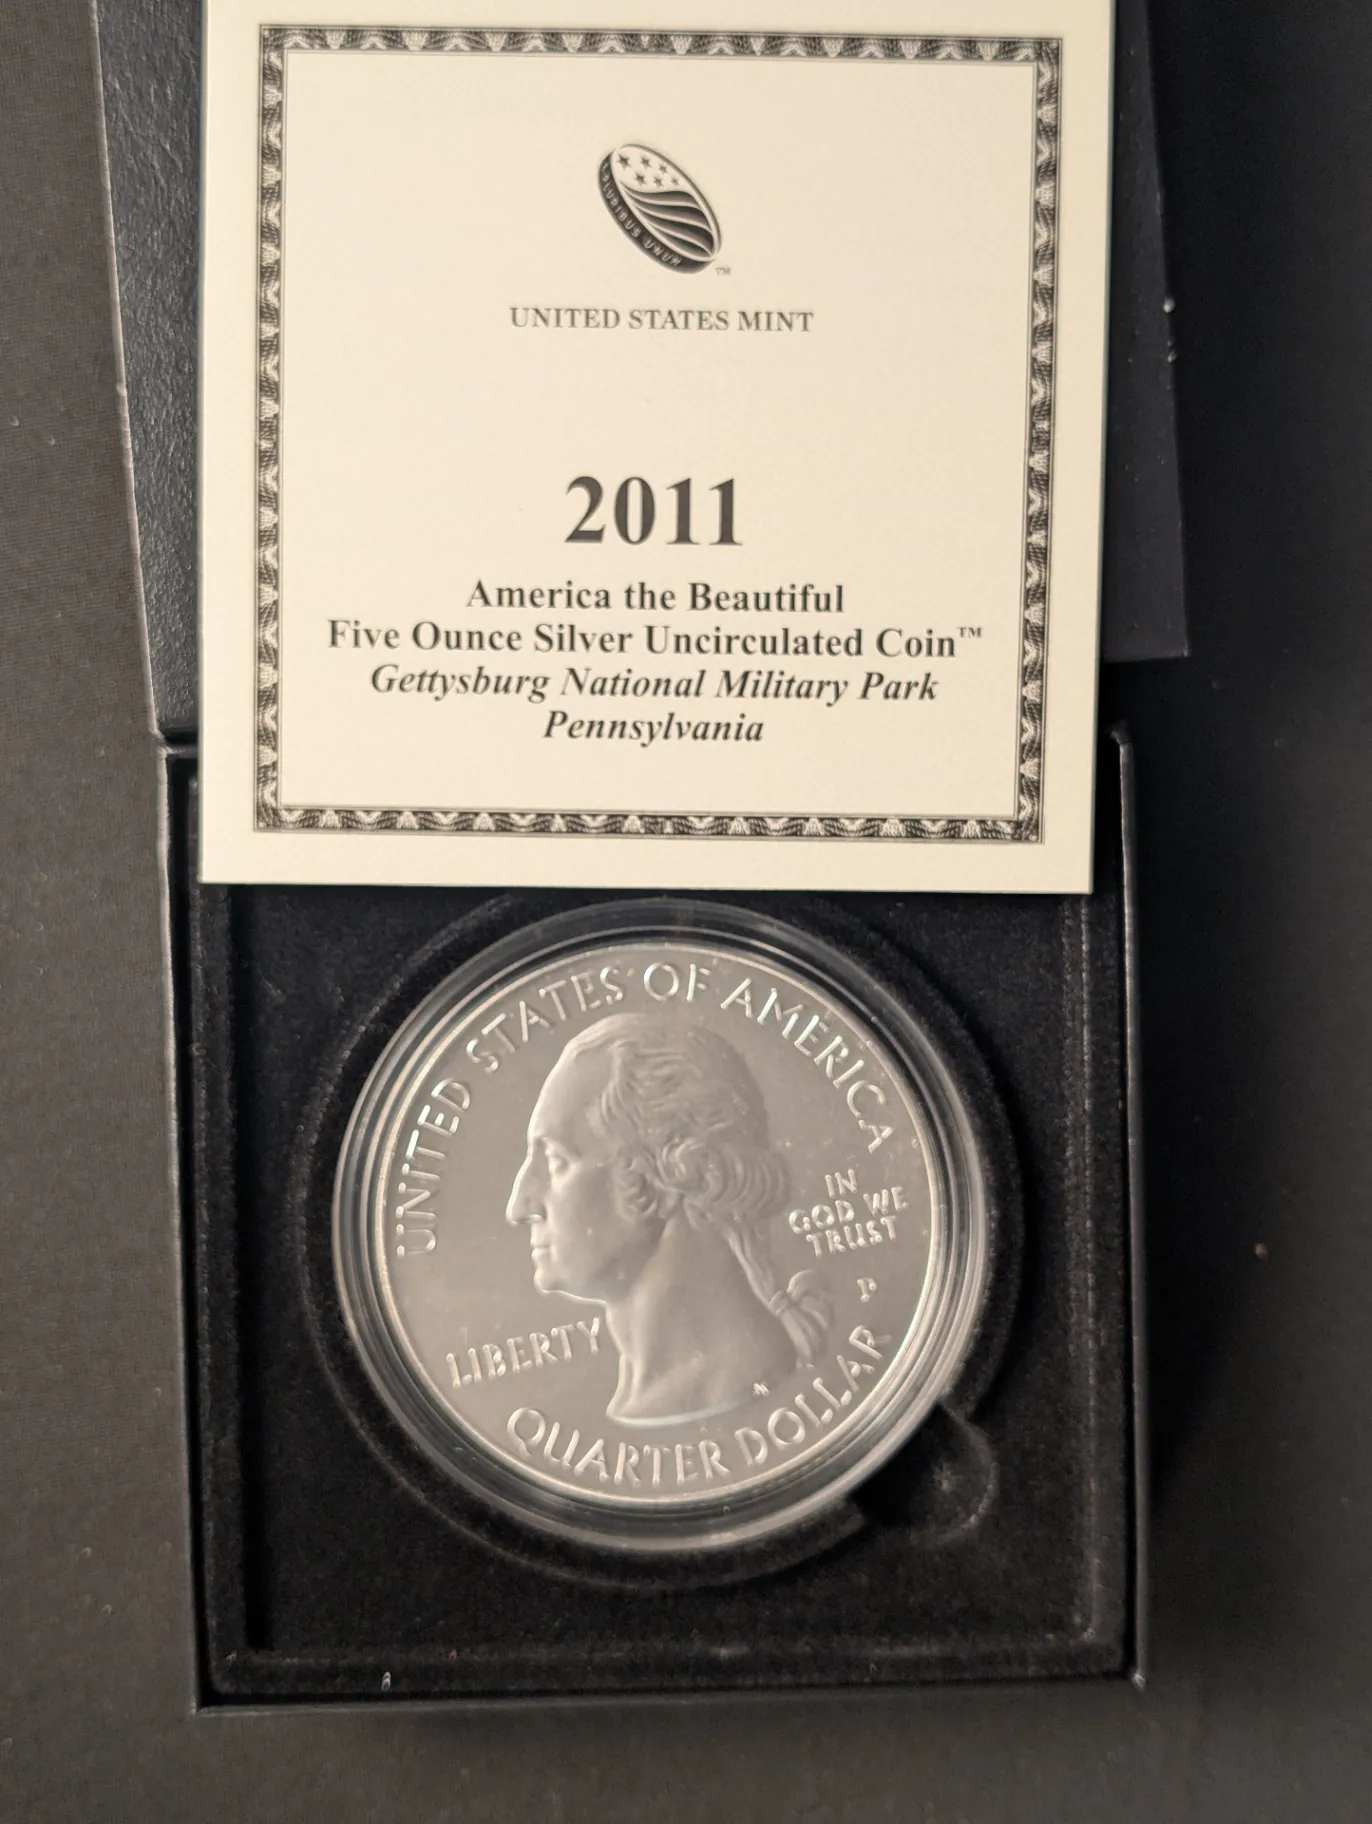 E PLURIBUS UNUM
TM
UNITED STATES MINT
2011
America the Beautiful
Five Ounce Silver Uncirculated Coin™
Gettysburg National Military Park
Pennsylvania
UNITED STATES OF AMERICA
IN
GOD WE
TRUST
P
LIBERTY
QUARTER DOLLAR